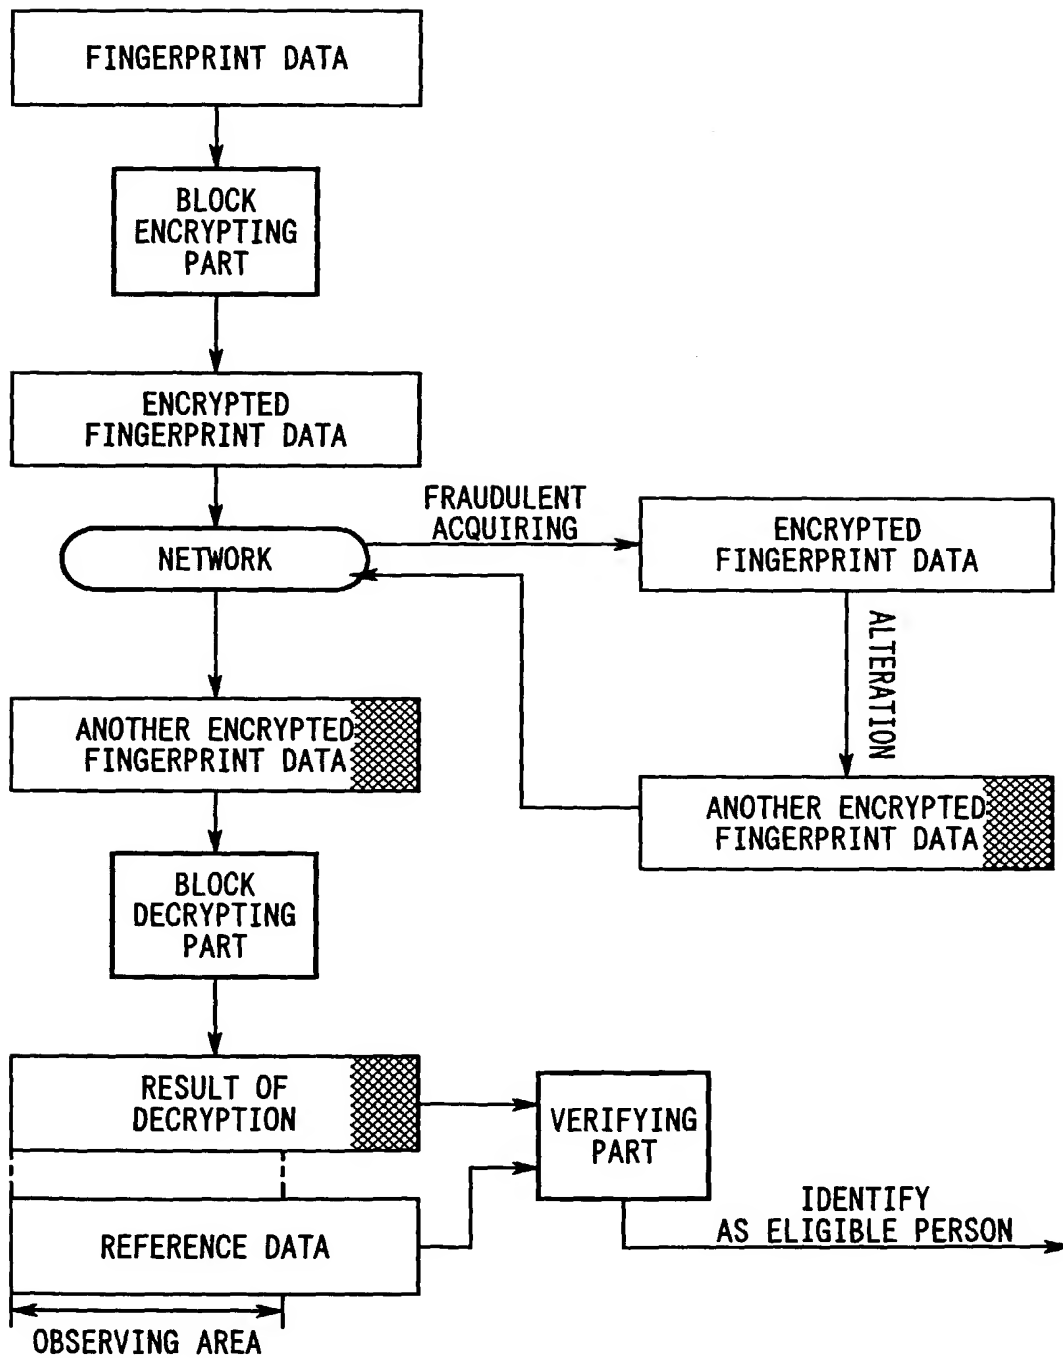 FINGERPRINT DATA
BLOCK
ENCRYPTING
PART
ENCRYPTED
FINGERPRINT DATA
FRAUDULENT
ACQUIRING
NETWORK
ENCRYPTED
FINGERPRINT DATA
ALTERATION
ANOTHER ENCRYPTED
FINGERPRINT DATA
ANOTHER ENCRYPTED
FINGERPRINT DATA
BLOCK
DECRYPTING
PART
RESULT OF
DECRYPTION
VERIFYING
PART
IDENTIFY
AS ELIGIBLE PERSON
REFERENCE DATA
OBSERVING AREA